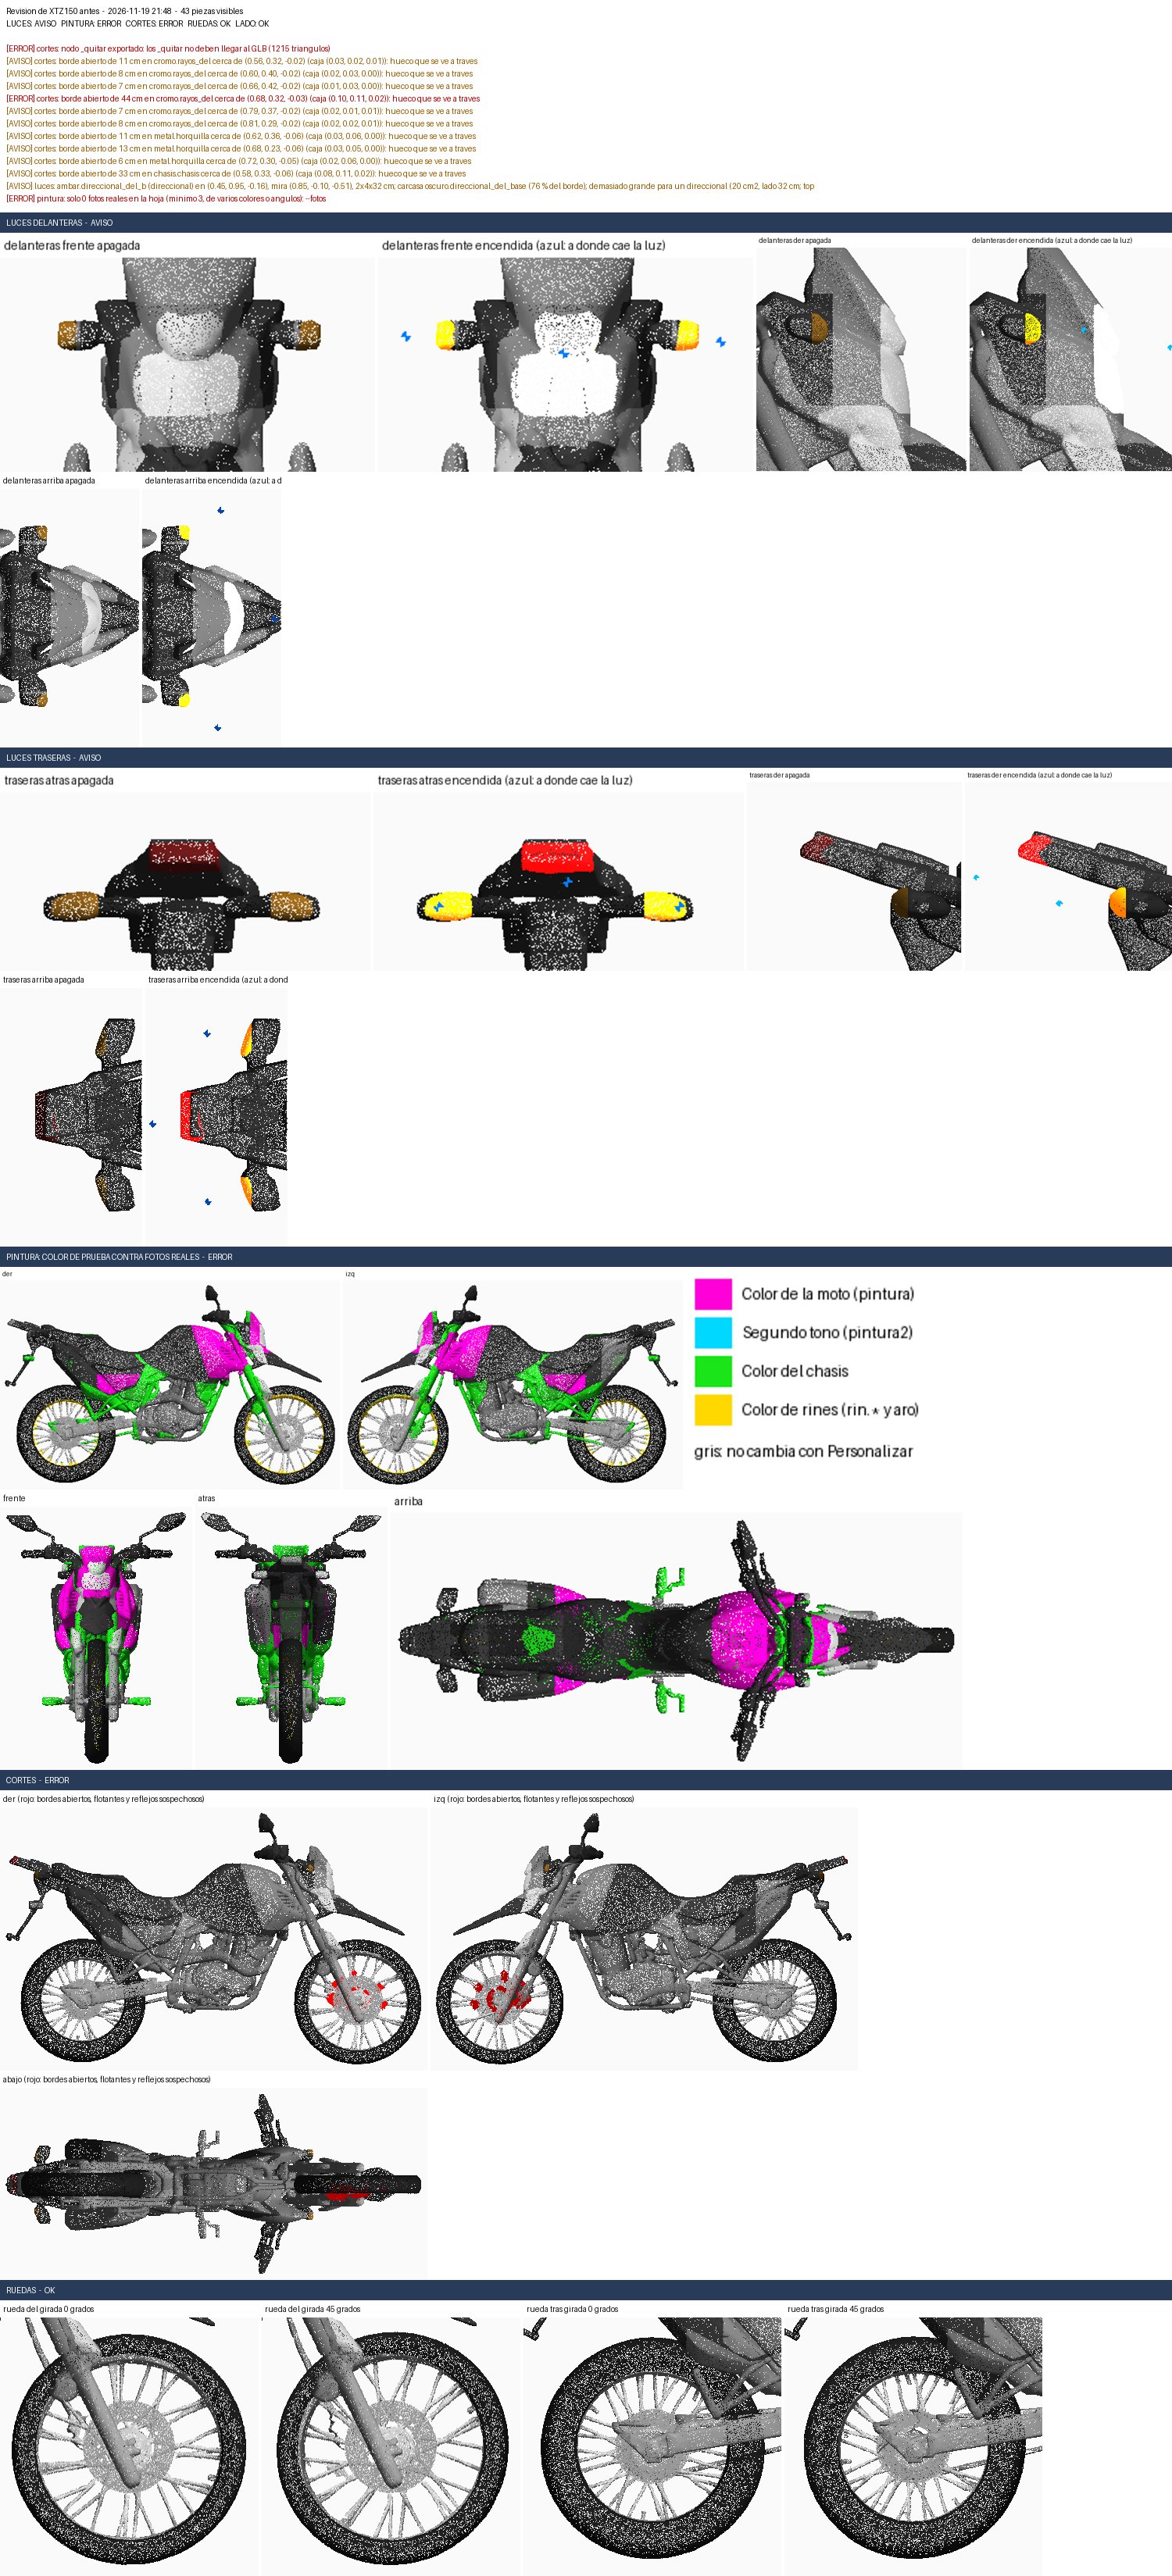 Revision de XTZ150 antes - 2026-11-19 21:48 - 43 piezas visibles
LUCES: AVISO PINTURA: ERROR CORTES: ERROR RUEDAS: OK LADO: OK
[ERROR] cortes: nodo _quitar exportado: los _quitar no deben llegar al GLB (1215 triangulos)
[AVISO] cortes: borde abierto de 11 cm en cromo.rayos_del cerca de (0.56, 0.32, -0.02) (caja (0.03, 0.02, 0.01)): hueco que se ve a traves
[AVISO] cortes: borde abierto de 8 cm en cromo.rayos_del cerca de (0.60, 0.40, -0.02) (caja (0.02, 0.03, 0.00)): hueco que se ve a traves
[AVISO] cortes: borde abierto de 7 cm en cromo.rayos_del cerca de (0.66, 0.42, -0.02) (caja (0.01, 0.03, 0.00)): hueco que se ve a traves
[ERROR] cortes: borde abierto de 44 cm en cromo.rayos_del cerca de (0.68, 0.32, -0.03) (caja (0.10, 0.11, 0.02)): hueco que se ve a traves
[AVISO] cortes: borde abierto de 7 cm en cromo.rayos_del cerca de (0.79, 0.37, -0.02) (caja (0.02, 0.01, 0.01)): hueco que se ve a traves
[AVISO] cortes: borde abierto de 8 cm en cromo.rayos_del cerca de (0.81, 0.29, -0.02) (caja (0.02, 0.02, 0.01)): hueco que se ve a traves
[AVISO] cortes: borde abierto de 11 cm en metal.horquilla cerca de (0.62, 0.36, -0.06) (caja (0.03, 0.06, 0.00)): hueco que se ve a traves
[AVISO] cortes: borde abierto de 13 cm en metal.horquilla cerca de (0.68, 0.23, -0.06) (caja (0.03, 0.05, 0.00)): hueco que se ve a traves
[AVISO] cortes: borde abierto de 6 cm en metal.horquilla cerca de (0.72, 0.30, -0.05) (caja (0.02, 0.06, 0.00)): hueco que se ve a traves
[AVISO] cortes: borde abierto de 33 cm en chasis.chasis cerca de (0.58, 0.33, -0.06) (caja (0.08, 0.11, 0.02)): hueco que se ve a traves
[AVISO] luces: ambar.direccional_del_b (direccional) en (0.45, 0.95, -0.16), mira (0.85, -0.10, -0.51), 2x4x32 cm; carcasa oscuro.direccional_del_base (76 % del borde); demasiado grande para un direccional (20 cm2, lado 32 cm; top
[ERROR] pintura: solo 0 fotos reales en la hoja (minimo 3, de varios colores o angulos): --fotos
LUCES DELANTERAS - AVISO
delanteras frente apagada
delanteras frente encendida (azul: a donde cae la luz)
delanteras der apagada
delanteras der encendida (azul: a donde cae la luz)
delanteras arriba apagada
delanteras arriba encendida (azul: a d
LUCES TRASERAS - AVISO
traseras atras apagada
traseras atras encendida (azul: a donde cae la luz)
traseras der apagada
traseras der encendida (azul: a donde cae la luz)
traseras arriba apagada
traseras arriba encendida (azul: a dond
PINTURA: COLOR DE PRUEBA CONTRA FOTOS REALES - ERROR
der
izq
Color de la moto (pintura)
Segundo tono (pintura2)
Color del chasis
Color de rines (rin.* y aro)
gris: no cambia con Personalizar
frente
atras
arriba
CORTES - ERROR
der (rojo: bordes abiertos, flotantes y reflejos sospechosos)
izq (rojo: bordes abiertos, flotantes y reflejos sospechosos)
abajo (rojo: bordes abiertos, flotantes y reflejos sospechosos)
RUEDAS - OK
rueda del girada 0 grados
rueda del girada 45 grados
rueda tras girada 0 grados
rueda tras girada 45 grados